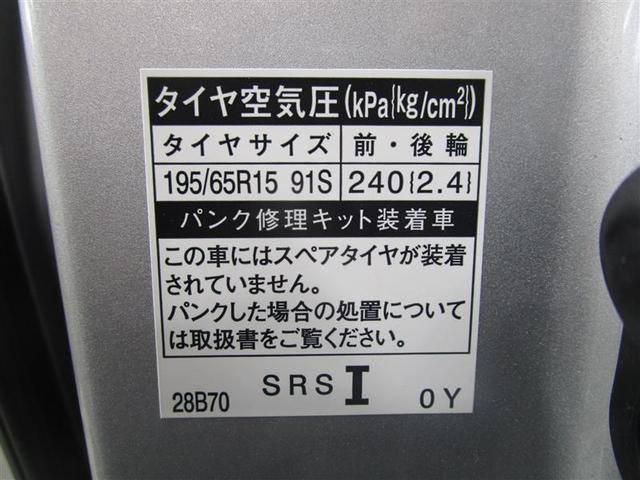 タイヤ空気圧(kPa{kg/cm²})
タイヤサイズ 前・後輪
195/65R15 91S 240{2.4}
パンク修理キット装着車
この車にはスペアタイヤが装着
されていません。
パンクした場合の処置について
は取扱書をご覧ください。
28B70 SRS I 0Y